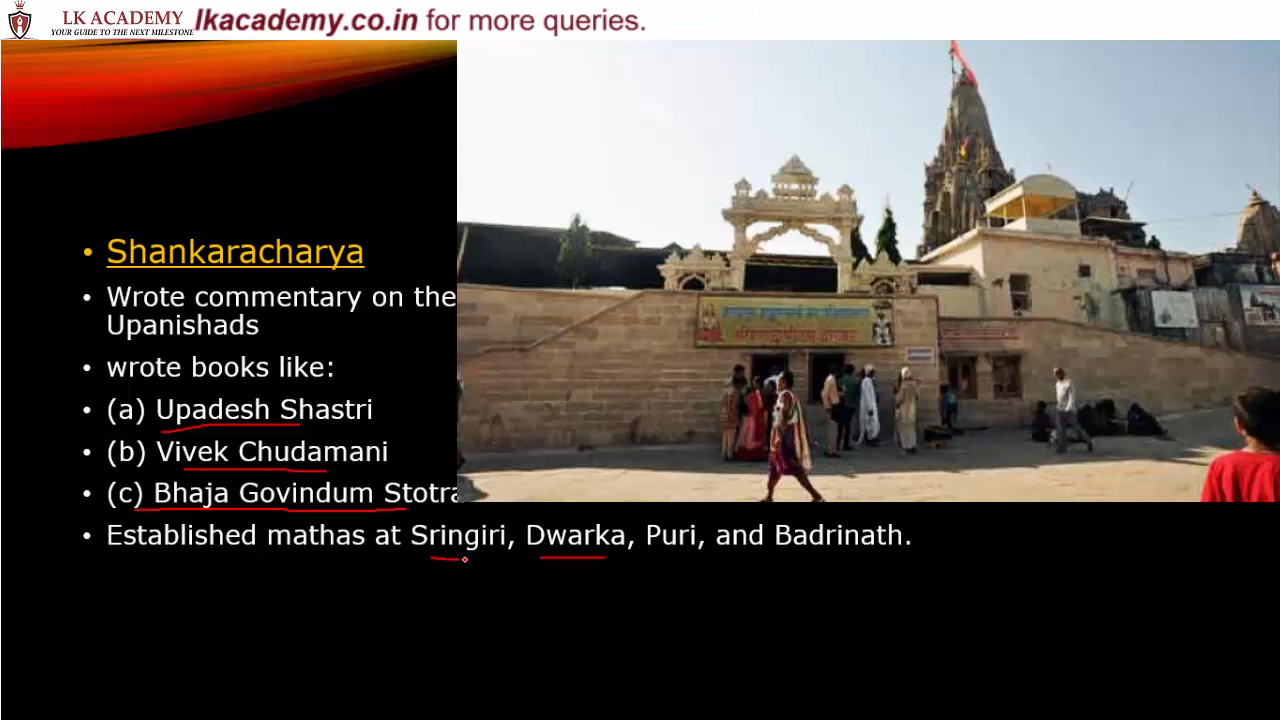 LK ACADEMY
YOUR GUIDE TO THE NEXT MILESTONE
lkacademy.co.in for more queries.
• Shankaracharya
• Wrote commentary on the
Upanishads
• wrote books like:
• (a) Upadesh Shastri
• (b) Vivek Chudamani
• (c) Bhaja Govindum Stotra
• Established mathas at Sringiri, Dwarka, Puri, and Badrinath.